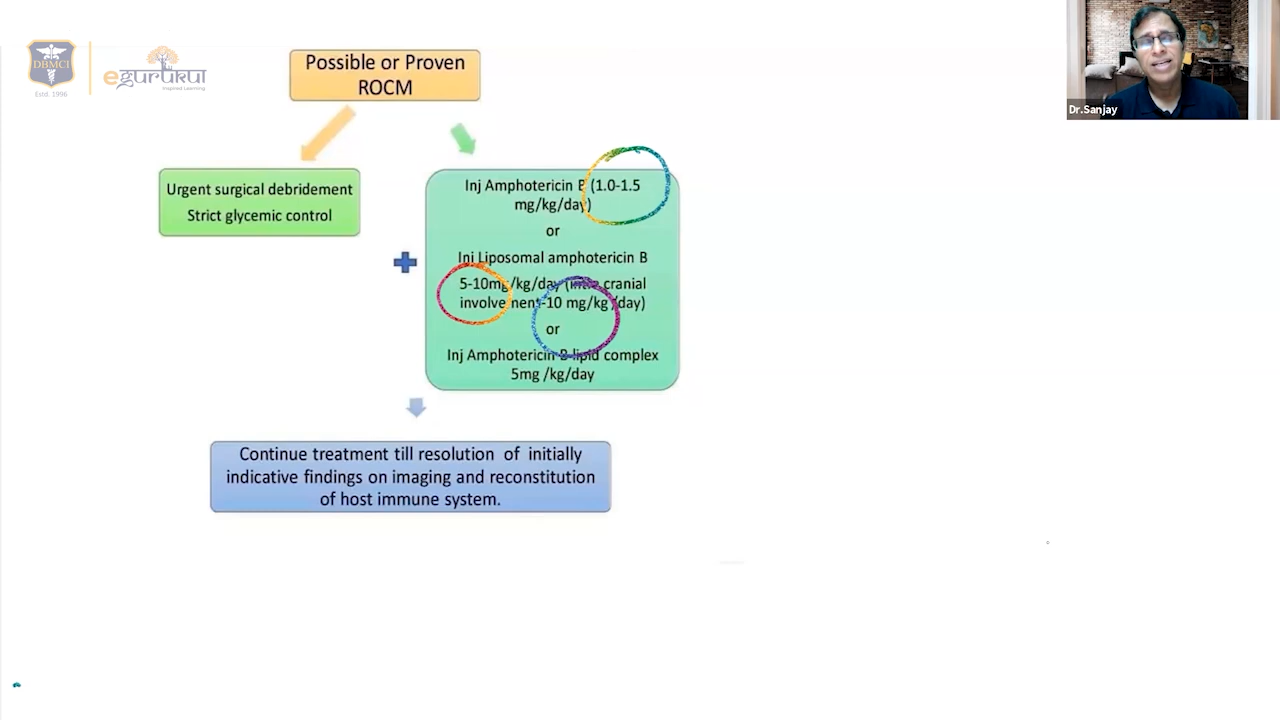 DBMCI
Estd. 1996
egurukul
Inspired Learning
Dr.Sanjay
Possible or Proven
ROCM
Urgent surgical debridement
Strict glycemic control
Inj Amphotericin B (1.0-1.5
mg/kg/day)
or
Inj Liposomal amphotericin B
5-10mg/kg/day (intra cranial
involvement-10 mg/kg/day)
or
Inj Amphotericin B lipid complex
5mg /kg/day
Continue treatment till resolution of initially
indicative findings on imaging and reconstitution
of host immune system.